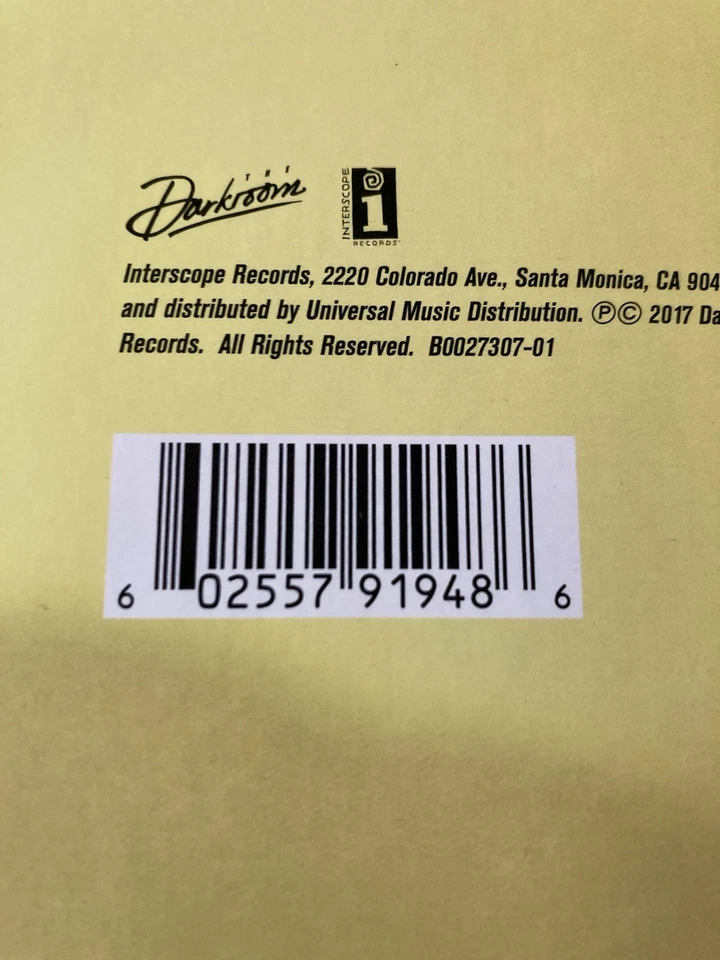 THE
Darkroom
INTERSCOPE
i
RECORDS
Interscope Records, 2220 Colorado Ave., Santa Monica, CA 904
and distributed by Universal Music Distribution. ℗© 2017 Da
Records. All Rights Reserved. B0027307-01
6 02557 91948 6